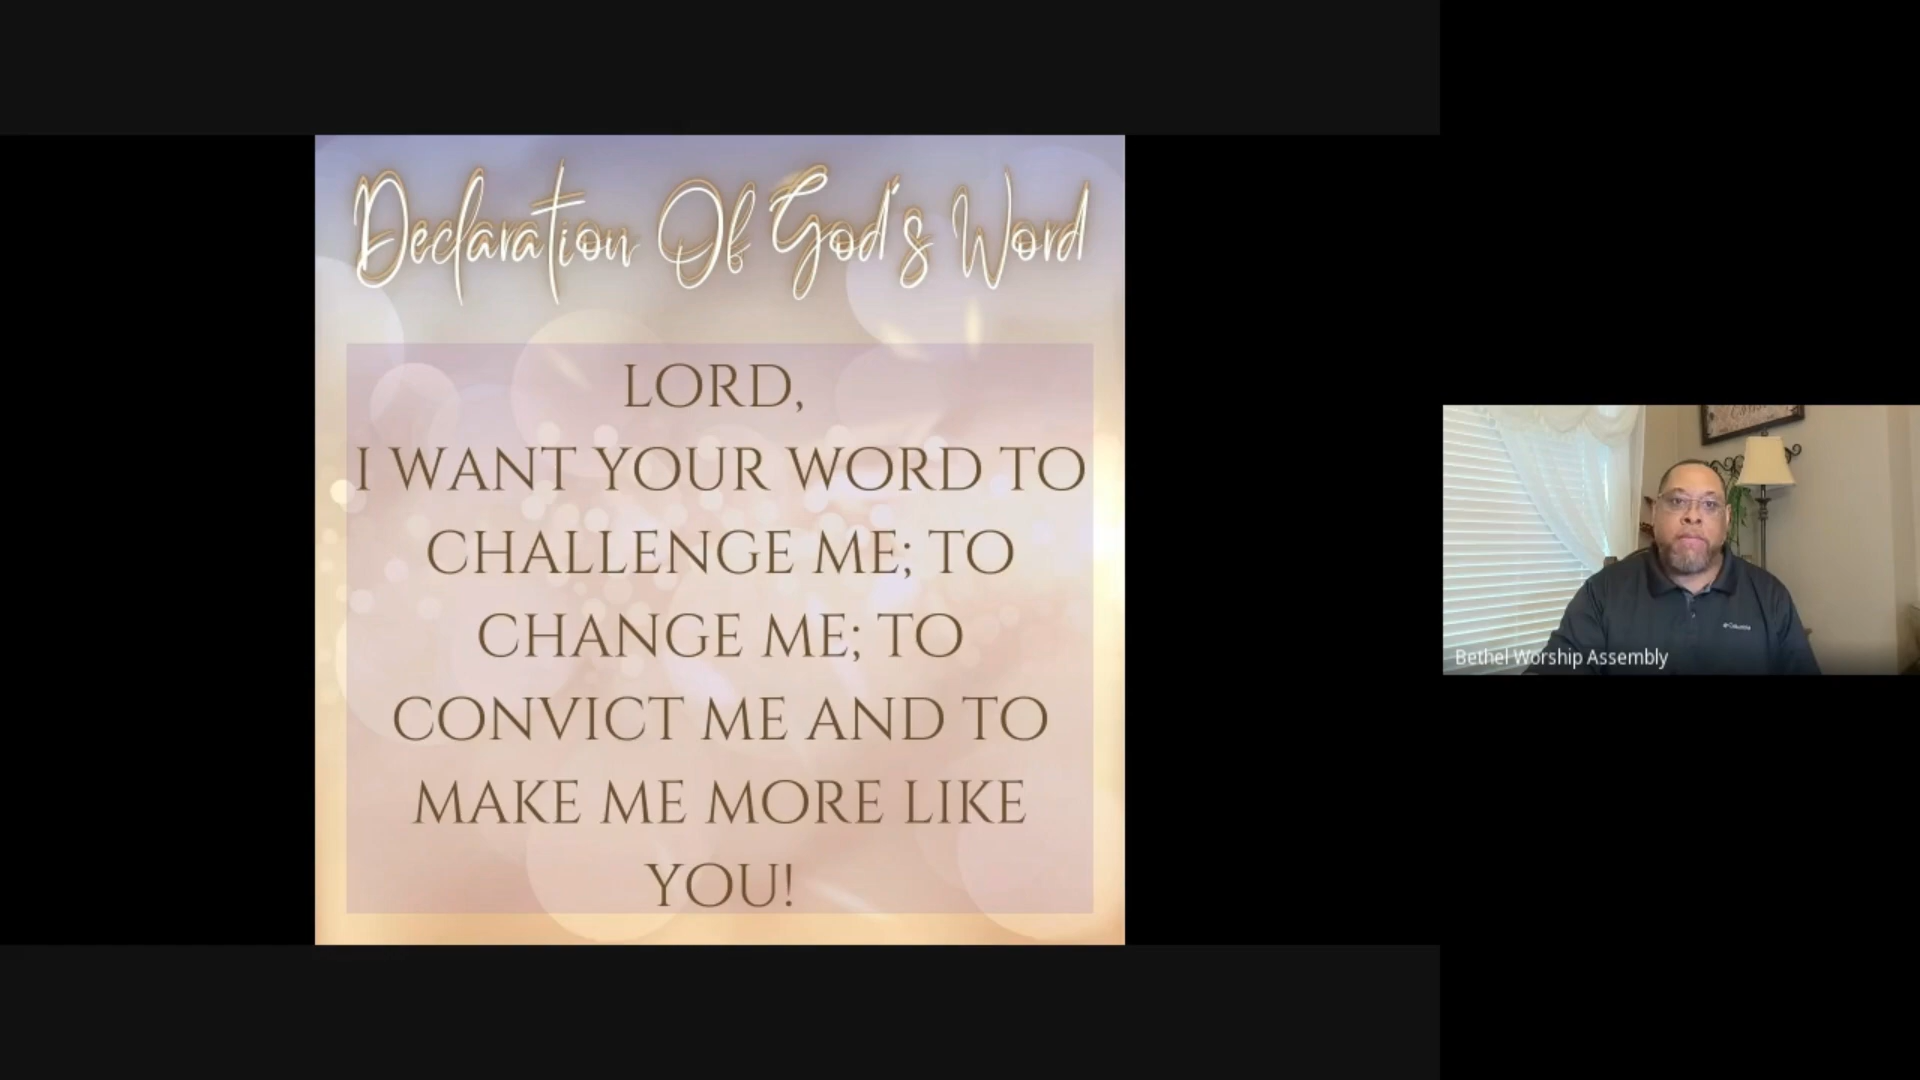 Declaration Of God's Word
LORD,
I WANT YOUR WORD TO
CHALLENGE ME; TO
CHANGE ME; TO
CONVICT ME AND TO
MAKE ME MORE LIKE
YOU!
Columbia
Bethel Worship Assembly